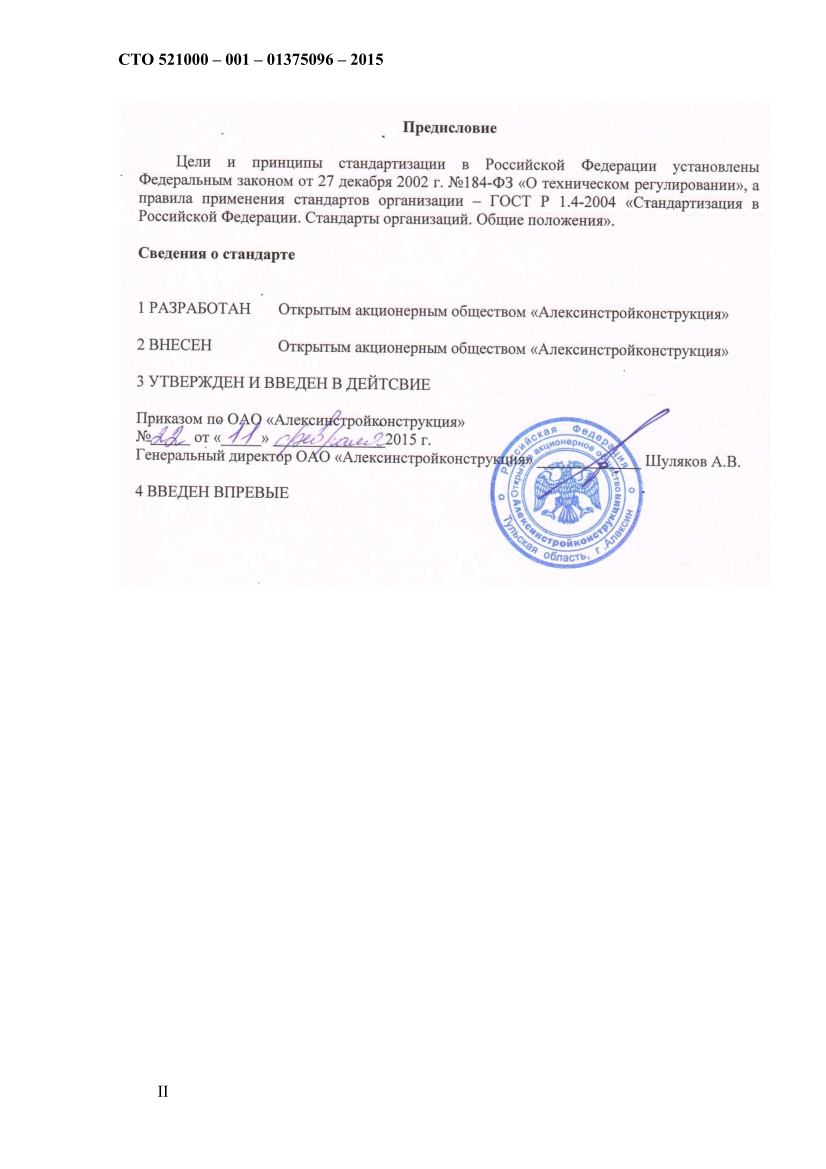 СТО 521000 – 001 – 01375096 – 2015
Предисловие
Цели и принципы стандартизации в Российской Федерации установлены
Федеральным законом от 27 декабря 2002 г. №184-ФЗ «О техническом регулировании», а
правила применения стандартов организации – ГОСТ Р 1.4-2004 «Стандартизация в
Российской Федерации. Стандарты организаций. Общие положения».
Сведения о стандарте
1 РАЗРАБОТАН Открытым акционерным обществом «Алексинстройконструкция»
2 ВНЕСЕН Открытым акционерным обществом «Алексинстройконструкция»
3 УТВЕРЖДЕН И ВВЕДЕН В ДЕЙТСВИЕ
Приказом по ОАО «Алексинстройконструкция»
№ 22 от « 11 » февраля 2015 г.
Генеральный директор ОАО «Алексинстройконструкция» Шуляков А.В.
4 ВВЕДЕН ВПРЕВЫЕ
Российская Федерация
Открытое акционерное общество
Алексинстройконструкция
Тульская область, г.Алексин
II